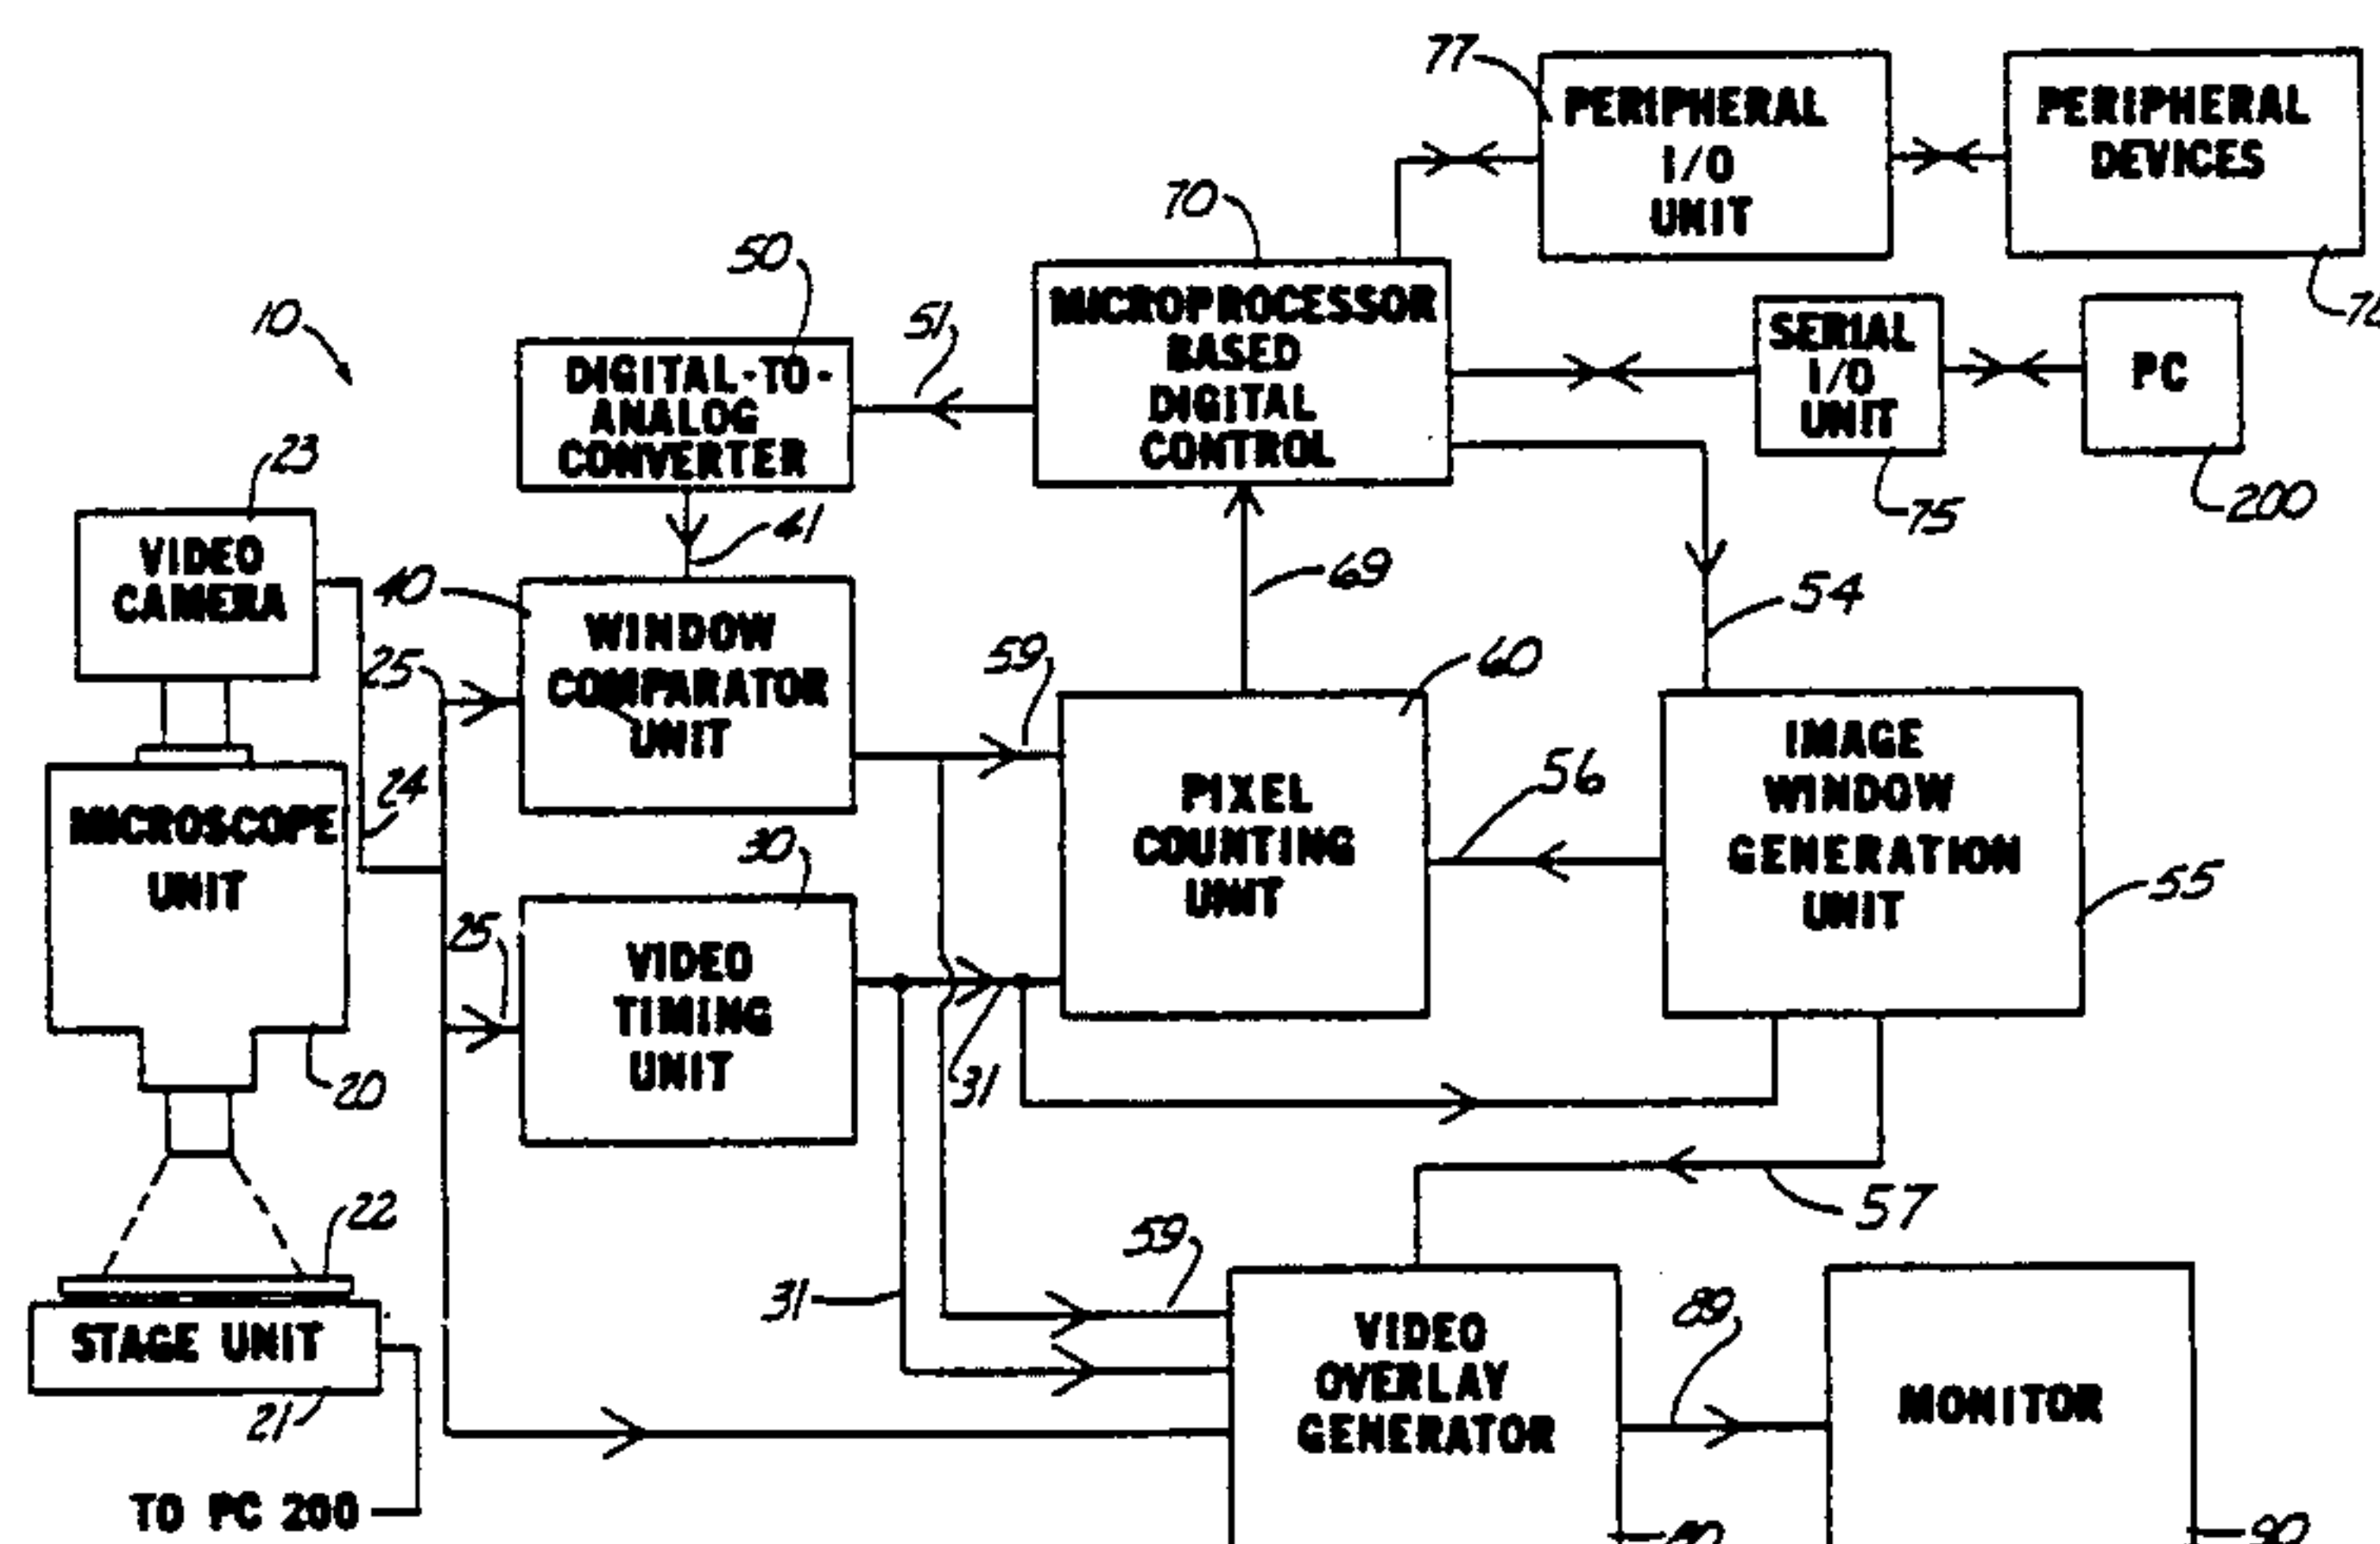 77
PERIPHERAL
I/O
UNIT
PERIPHERAL
DEVICES
70
50
51
10
MICROPROCESSOR
BASED
DIGITAL
CONTROL
SERIAL
I/O
UNIT
PC
75
200
DIGITAL-TO-
ANALOG
CONVERTER
41
23
VIDEO
CAMERA
40
25
WINDOW
COMPARATOR
UNIT
59
69
60
54
24
MICROSCOPE
UNIT
PIXEL
COUNTING
UNIT
56
IMAGE
WINDOW
GENERATION
UNIT
55
30
25
VIDEO
TIMING
UNIT
31
20
57
22
59
31
STAGE UNIT
21
VIDEO
OVERLAY
GENERATOR
89
MONITOR
TO PC 200